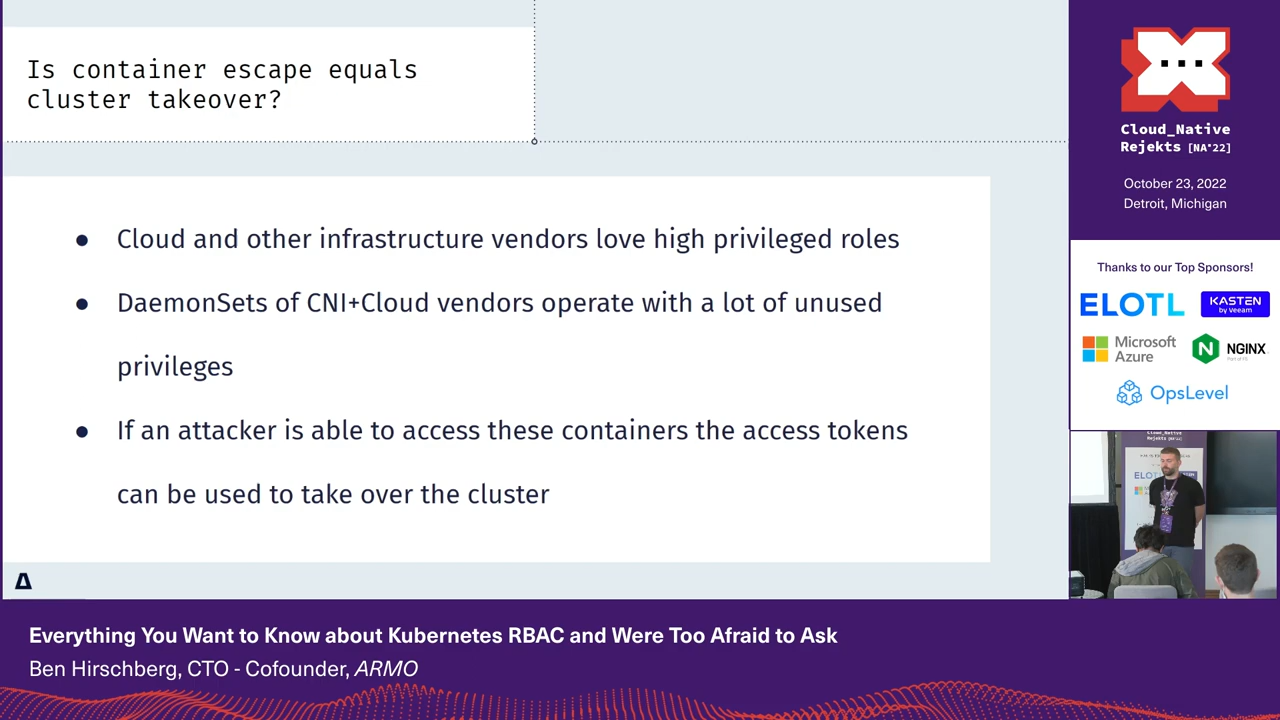 Is container escape equals
cluster takeover?
● Cloud and other infrastructure vendors love high privileged roles
● DaemonSets of CNI+Cloud vendors operate with a lot of unused
privileges
● If an attacker is able to access these containers the access tokens
can be used to take over the cluster
Cloud_Native
Rejekts [NA'22]
October 23, 2022
Detroit, Michigan
Thanks to our Top Sponsors!
ELOTL
KASTEN
by Veeam
Microsoft
Azure
N
NGINX
OpsLevel
Everything You Want to Know about Kubernetes RBAC and Were Too Afraid to Ask
Ben Hirschberg, CTO - Cofounder, ARMO